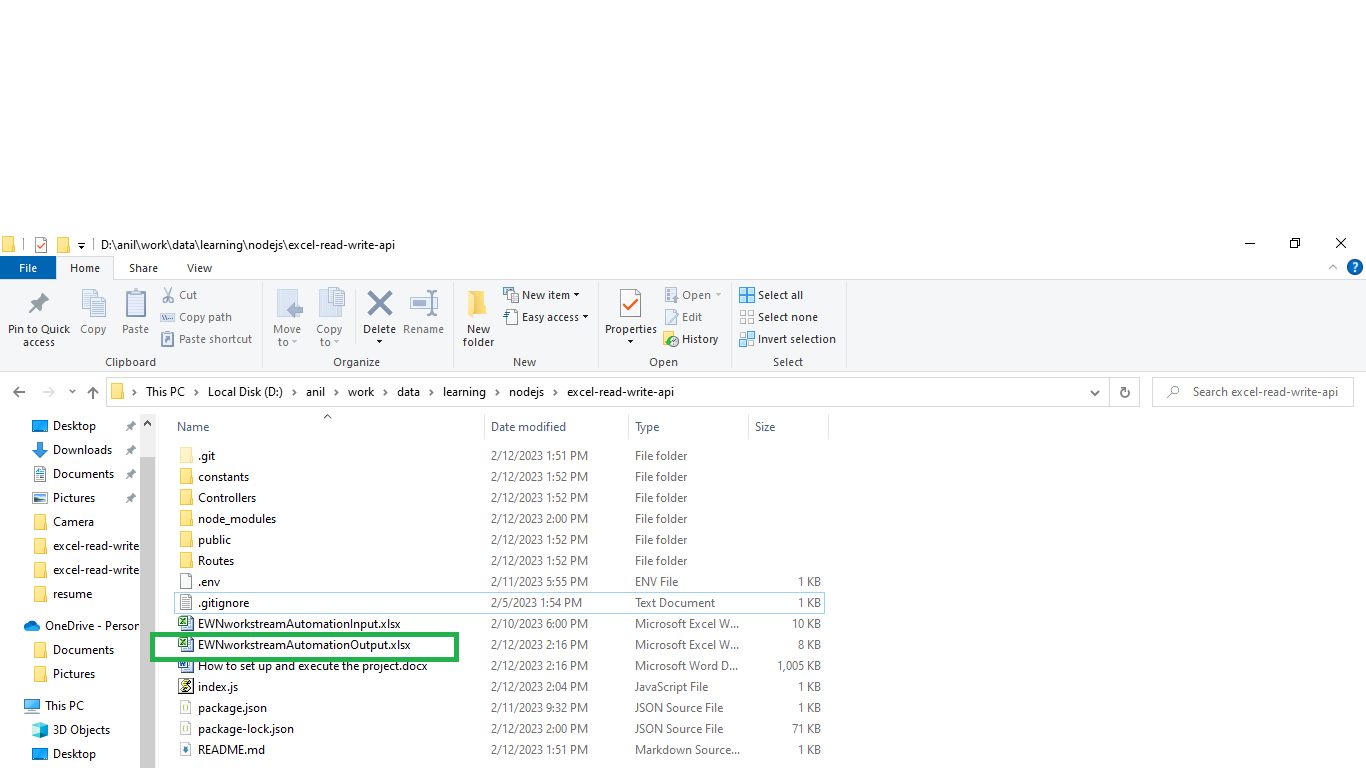 D:\anil\work\data\learning\nodejs\excel-read-write-api
File Home Share View
Pin to Quick access
Copy
Paste
Cut
Copy path
Paste shortcut
Move to
Copy to
Delete
Rename
New folder
New item
Easy access
Properties
Open
Edit
History
Select all
Select none
Invert selection
Clipboard Organize New Open Select
This PC > Local Disk (D:) > anil > work > data > learning > nodejs > excel-read-write-api
Search excel-read-write-api
Desktop
Downloads
Documents
Pictures
Camera
excel-read-write
excel-read-write
resume
OneDrive - Person
Documents
Pictures
This PC
3D Objects
Desktop
Name Date modified Type Size
.git 2/12/2023 1:51 PM File folder
constants 2/12/2023 1:52 PM File folder
Controllers 2/12/2023 1:52 PM File folder
node_modules 2/12/2023 2:00 PM File folder
public 2/12/2023 1:52 PM File folder
Routes 2/12/2023 1:52 PM File folder
.env 2/11/2023 5:55 PM ENV File 1 KB
.gitignore 2/5/2023 1:54 PM Text Document 1 KB
EWNworkstreamAutomationInput.xlsx 2/10/2023 6:00 PM Microsoft Excel W... 10 KB
EWNworkstreamAutomationOutput.xlsx 2/12/2023 2:16 PM Microsoft Excel W... 8 KB
How to set up and execute the project.docx 2/12/2023 2:16 PM Microsoft Word D... 1,005 KB
index.js 2/12/2023 2:04 PM JavaScript File 1 KB
package.json 2/11/2023 9:32 PM JSON Source File 1 KB
package-lock.json 2/12/2023 2:00 PM JSON Source File 71 KB
README.md 2/12/2023 1:51 PM Markdown Source... 1 KB